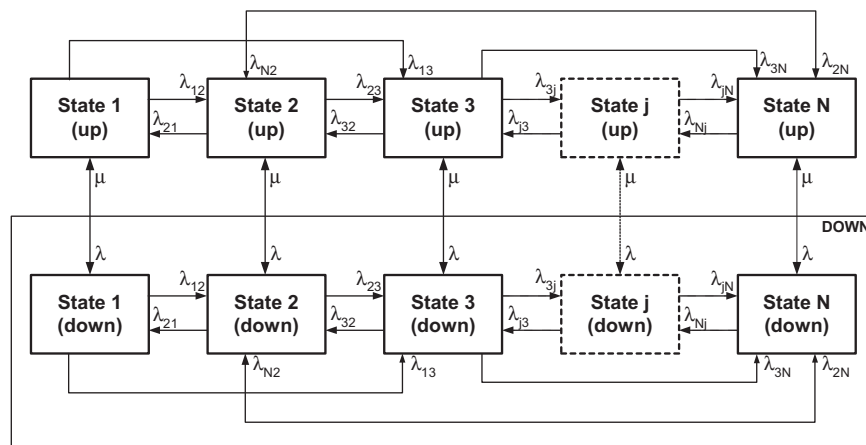 λN2 λ13 λ3N λ2N
State 1 (up) λ12 λ21 State 2 (up) λ23 λ32 State 3 (up) λ3j λj3 State j (up) λjN λNj State N (up)
μ μ μ μ μ
DOWN
λ λ λ λ λ
State 1 (down) λ12 λ21 State 2 (down) λ23 λ32 State 3 (down) λ3j λj3 State j (down) λjN λNj State N (down)
λN2 λ13 λ3N λ2N